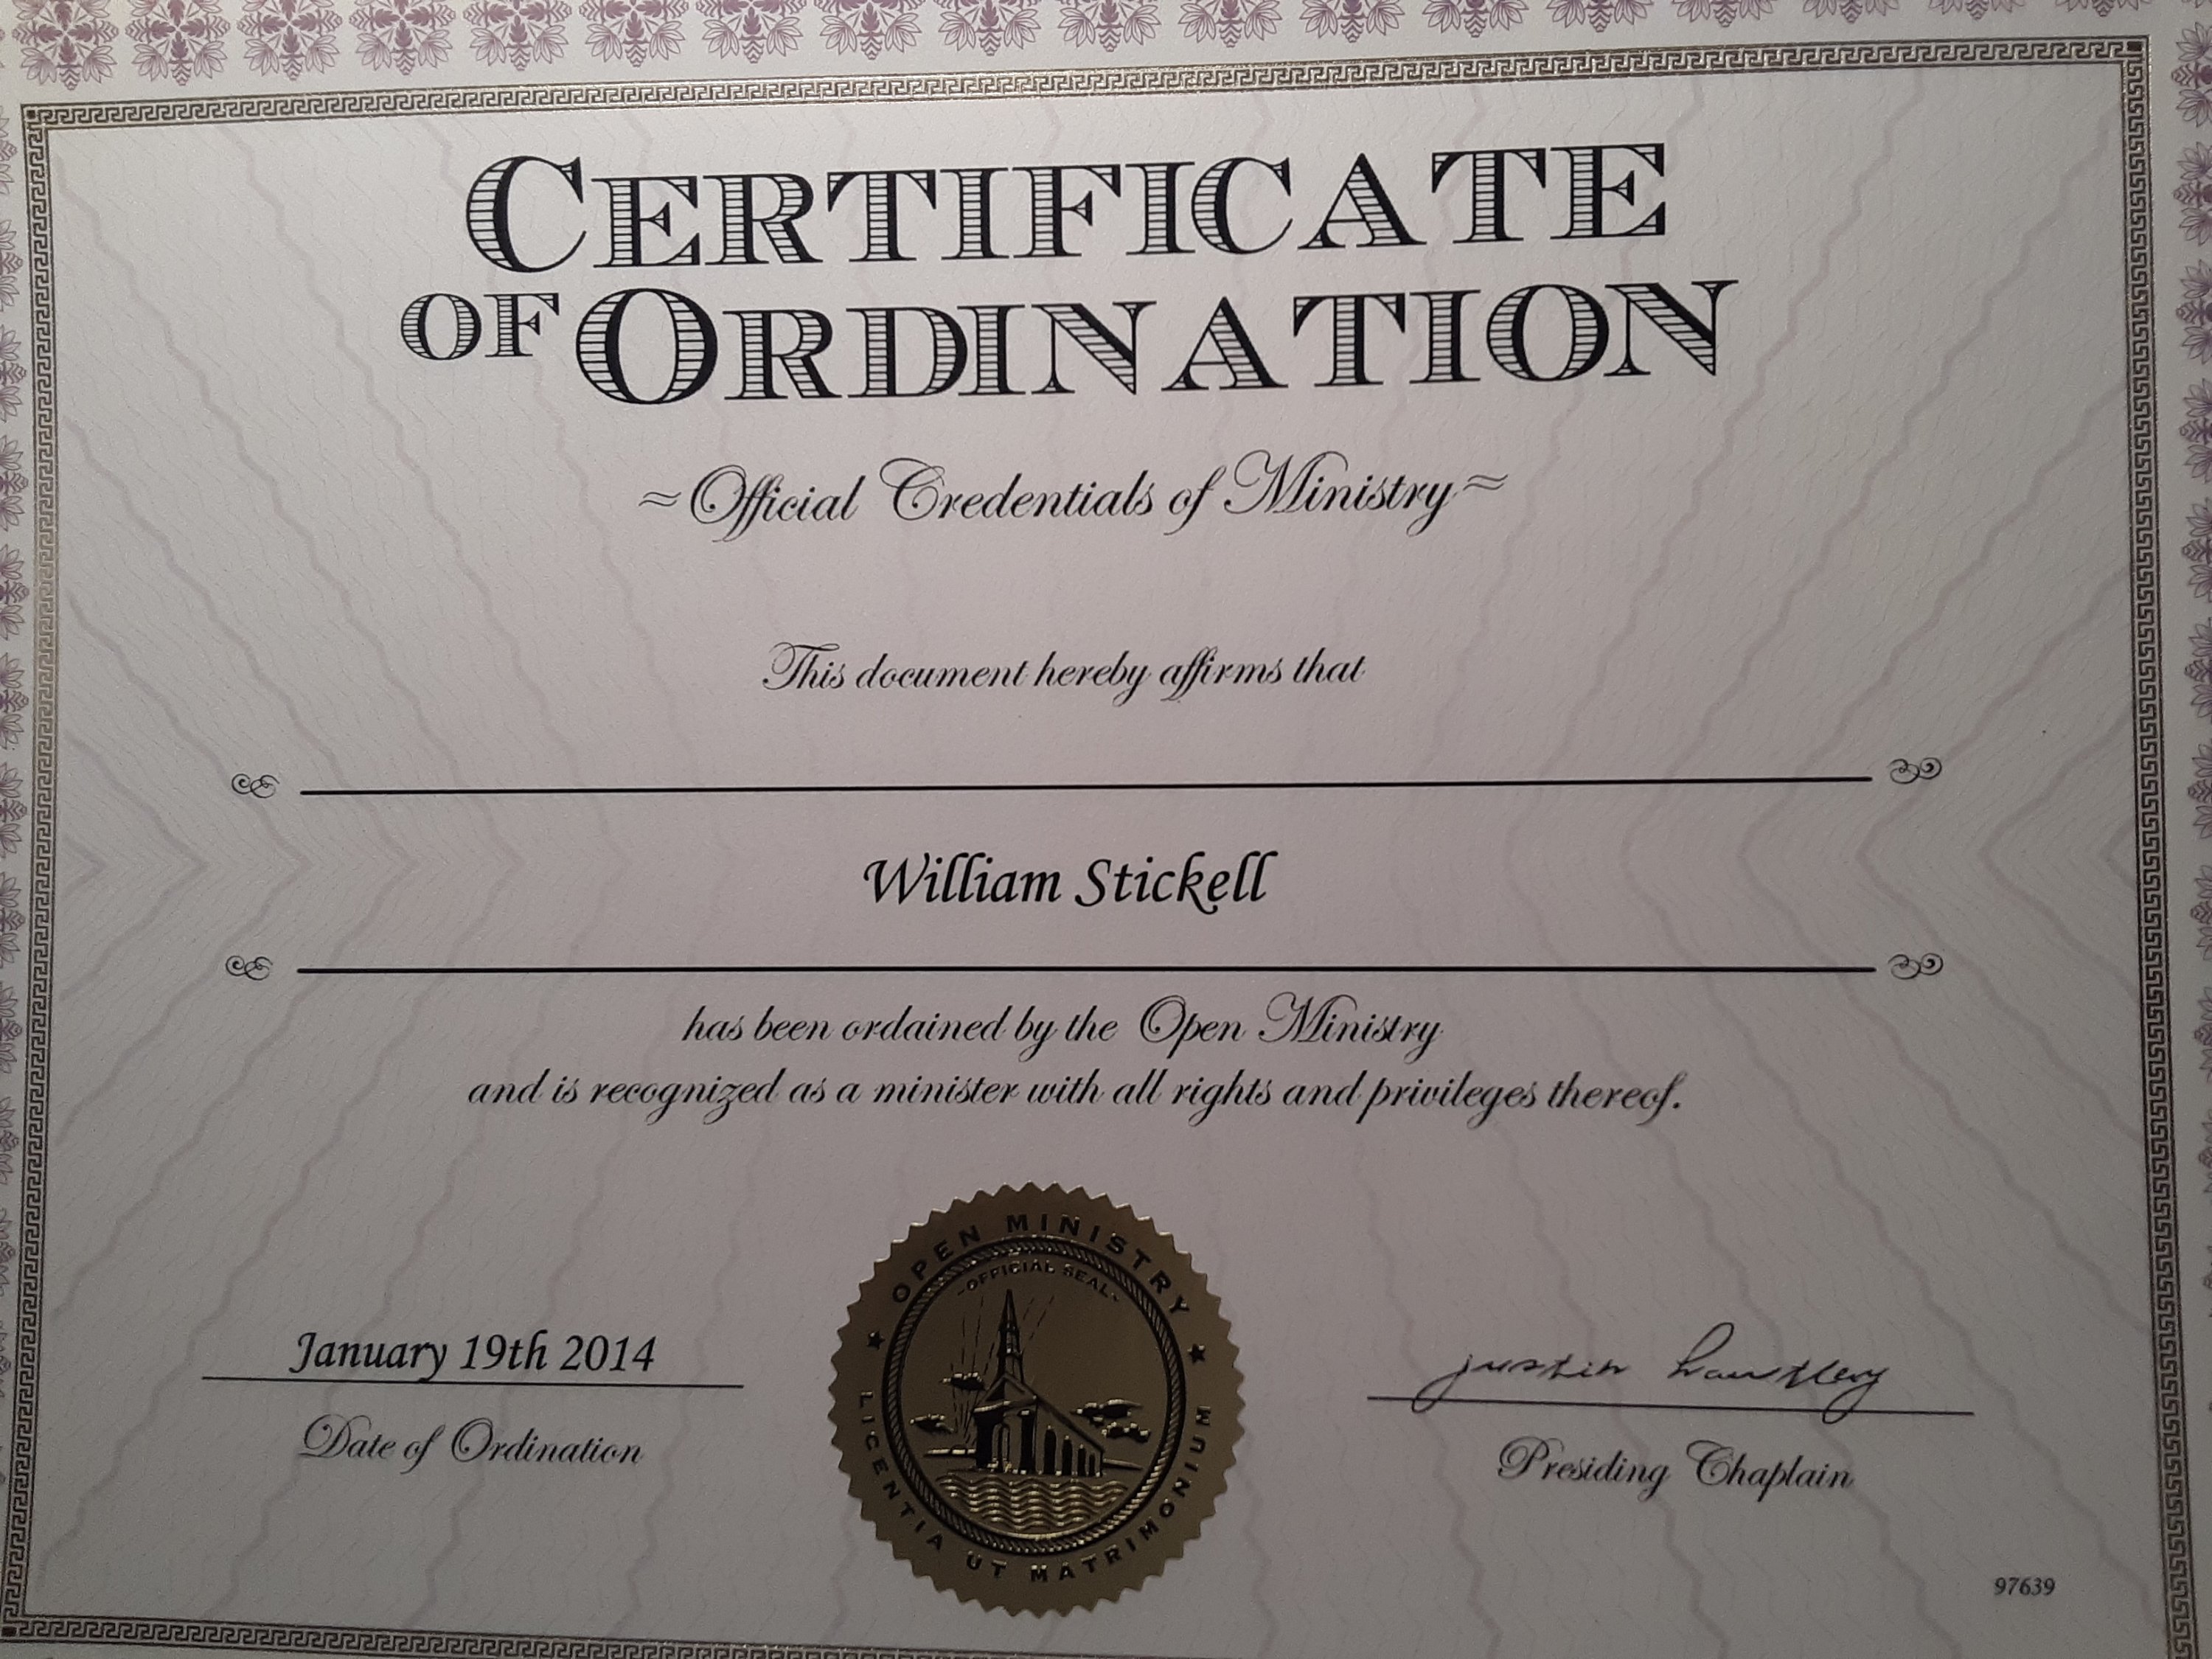 CERTIFICATE
OF ORDINATION
≈Official Credentials of Ministry≈
This document hereby affirms that
William Stickell
has been ordained by the Open Ministry
and is recognized as a minister with all rights and privileges thereof.
OPEN MINISTRY
-OFFICIAL SEAL-
★ LICENTIA UT MATRIMONIUM ★
January 19th 2014
Date of Ordination
justin
Presiding Chaplain
97639